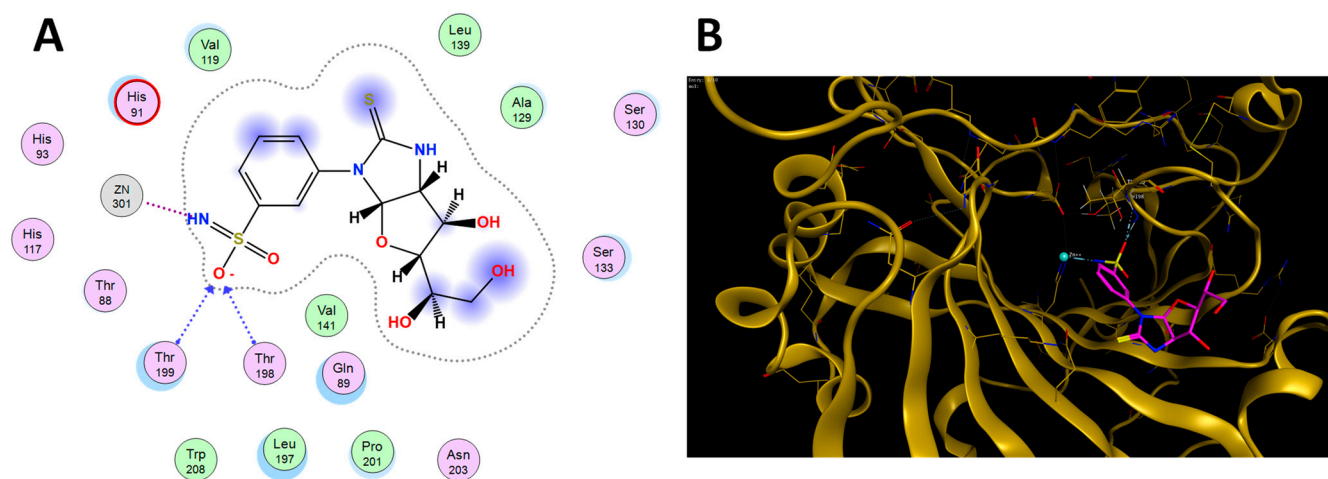 A
B
Val
119
Leu
139
His
91
Ala
129
Ser
130
His
93
S
N
NH
H
ZN
301
HN
H
H
S
O
O
OH
H
His
117
O -
Ser
133
OH
Thr
88
HO
H
Val
141
Thr
199
Thr
198
Gln
89
Trp
208
Leu
197
Pro
201
Asn
203
mol:
Zn++